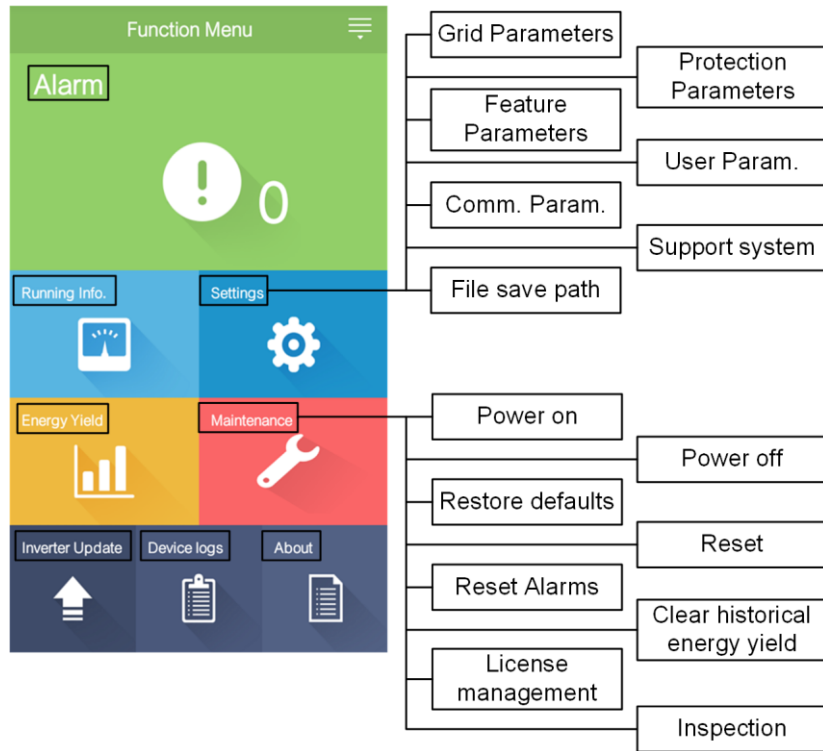 Function Menu
Alarm
0
Running Info.
Settings
Energy Yield
Maintenance
Inverter Update
Device logs
About
Grid Parameters
Protection
Parameters
Feature
Parameters
User Param.
Comm. Param.
Support system
File save path
Power on
Power off
Restore defaults
Reset
Reset Alarms
Clear historical
energy yield
License
management
Inspection